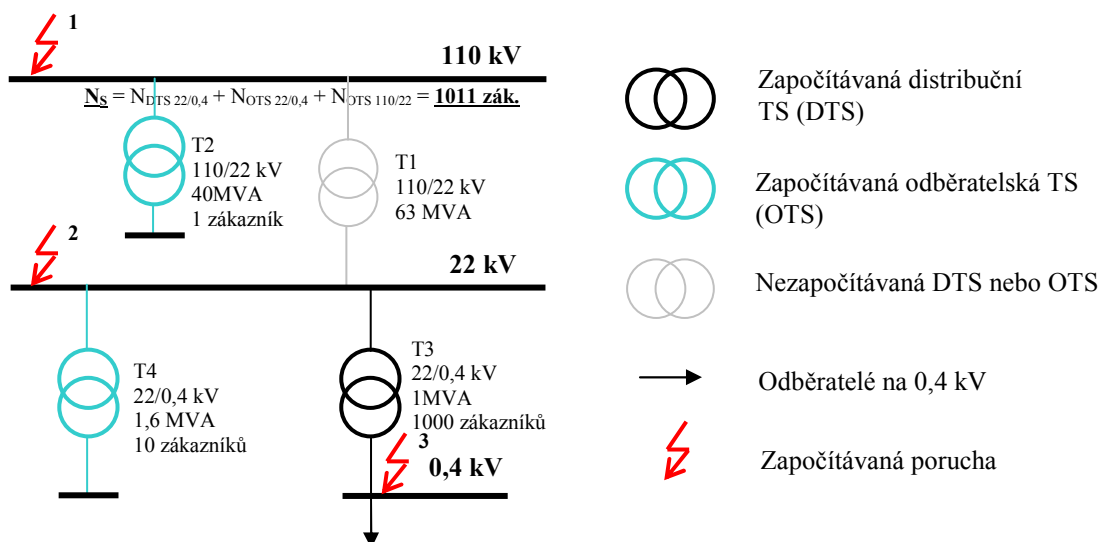 1
110 kV
N_S = N_DTS 22/0,4 + N_OTS 22/0,4 + N_OTS 110/22 = 1011 zák.
T2
110/22 kV
40MVA
1 zákazník
T1
110/22 kV
63 MVA
2
22 kV
T4
22/0,4 kV
1,6 MVA
10 zákazníků
T3
22/0,4 kV
1MVA
1000 zákazníků
3
0,4 kV
Započítávaná distribuční
TS (DTS)
Započítávaná odběratelská TS
(OTS)
Nezapočítávaná DTS nebo OTS
Odběratelé na 0,4 kV
Započítávaná porucha